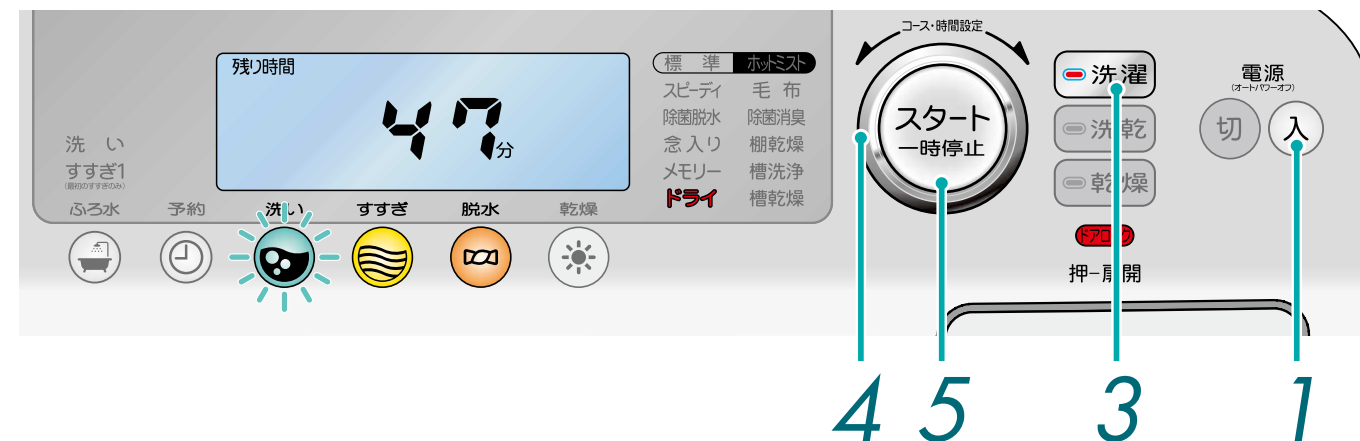 コース・時間設定
残り時間
47分
標 準 ホットミスト
スピーディ 毛 布
除菌脱水 除菌消臭
念入り 棚乾燥
メモリー 槽洗浄
ドライ 槽乾燥
洗 い
すすぎ1
(最初のすすぎのみ)
ふろ水 予約 洗い すすぎ 脱水 乾燥
スタート
一時停止
洗濯
洗乾
乾燥
ドアロック
押−扉開
電源
(オートパワーオフ)
切 入
4 5 3 1